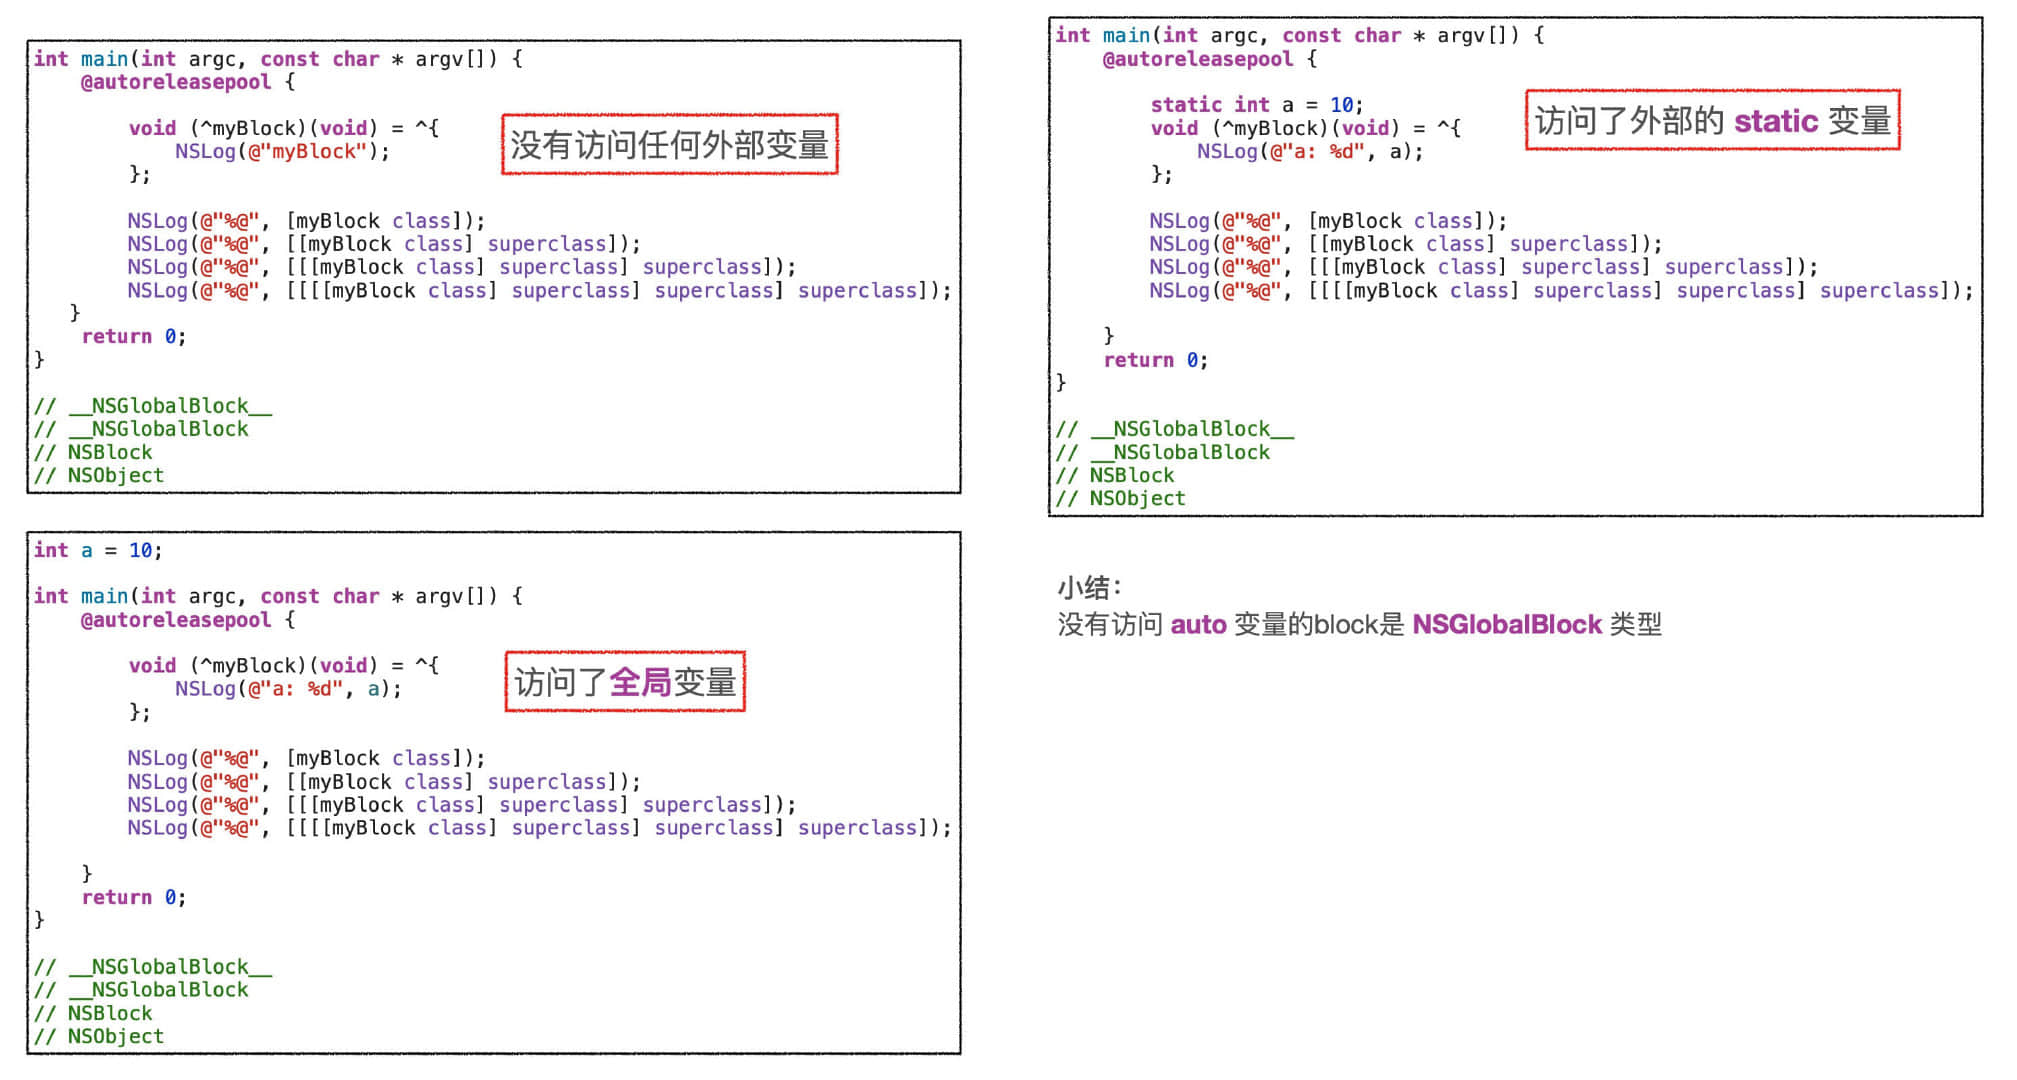 int main(int argc, const char * argv[]) {
@autoreleasepool {
void (^myBlock)(void) = ^{
NSLog(@"myBlock");
};
没有访问任何外部变量
NSLog(@"%@", [myBlock class]);
NSLog(@"%@", [[myBlock class] superclass]);
NSLog(@"%@", [[[myBlock class] superclass] superclass]);
NSLog(@"%@", [[[[myBlock class] superclass] superclass] superclass]);
}
return 0;
}
// __NSGlobalBlock__
// __NSGlobalBlock
// NSBlock
// NSObject
int main(int argc, const char * argv[]) {
@autoreleasepool {
static int a = 10;
void (^myBlock)(void) = ^{
NSLog(@"a: %d", a);
};
访问了外部的 static 变量
NSLog(@"%@", [myBlock class]);
NSLog(@"%@", [[myBlock class] superclass]);
NSLog(@"%@", [[[myBlock class] superclass] superclass]);
NSLog(@"%@", [[[[myBlock class] superclass] superclass] superclass]);
}
return 0;
}
// __NSGlobalBlock__
// __NSGlobalBlock
// NSBlock
// NSObject
int a = 10;
int main(int argc, const char * argv[]) {
@autoreleasepool {
void (^myBlock)(void) = ^{
NSLog(@"a: %d", a);
};
访问了全局变量
NSLog(@"%@", [myBlock class]);
NSLog(@"%@", [[myBlock class] superclass]);
NSLog(@"%@", [[[myBlock class] superclass] superclass]);
NSLog(@"%@", [[[[myBlock class] superclass] superclass] superclass]);
}
return 0;
}
// __NSGlobalBlock__
// __NSGlobalBlock
// NSBlock
// NSObject
小结：
没有访问 auto 变量的block是 NSGlobalBlock 类型